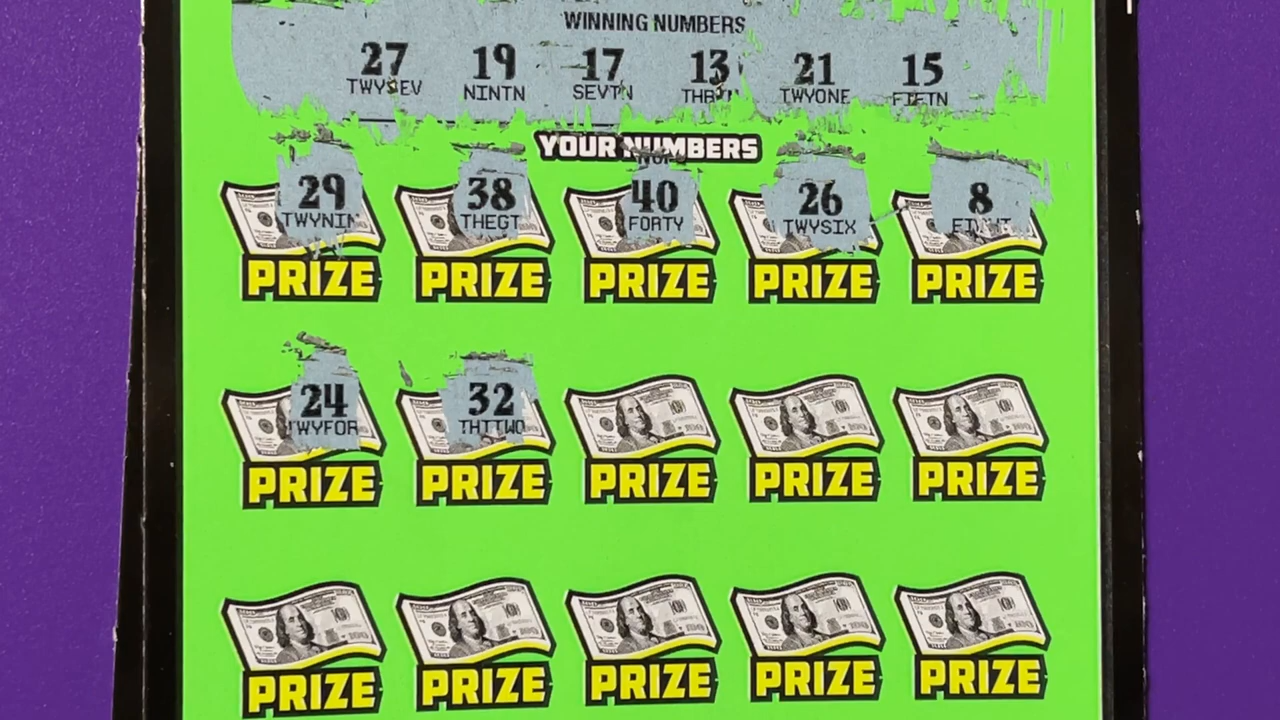 WINNING NUMBERS
27 19 17 13 21 15
TWYSEV NINTN SEVTN TWYONE FIFTN
YOUR NUMBERS
29 38 40 26 8
TWYNIN THEGT FORTY TWYSIX
PRIZE PRIZE PRIZE PRIZE PRIZE
24 32
TWYFOR THTTWO
PRIZE PRIZE PRIZE PRIZE PRIZE
PRIZE PRIZE PRIZE PRIZE PRIZE